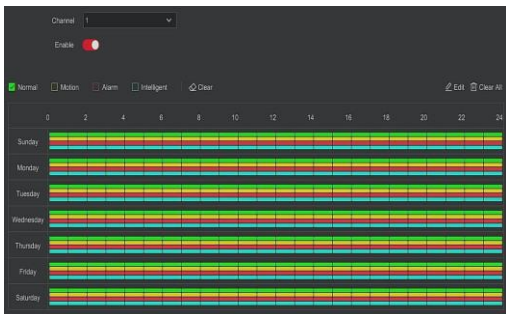 Channel 1
Enable
Normal Motion Alarm Intelligent Clear Edit Clear All
0 2 4 6 8 10 12 14 16 18 20 22 24
Sunday
Monday
Tuesday
Wednesday
Thursday
Friday
Saturday